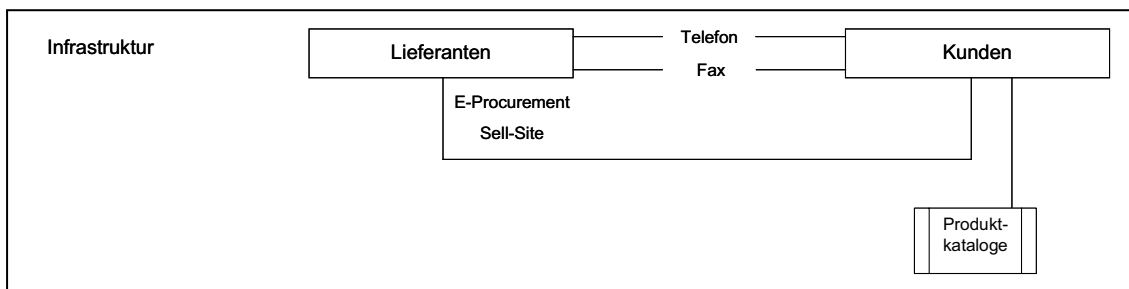 Infrastruktur
Lieferanten
Telefon
Fax
Kunden
E-Procurement
Sell-Site
Produkt-
kataloge